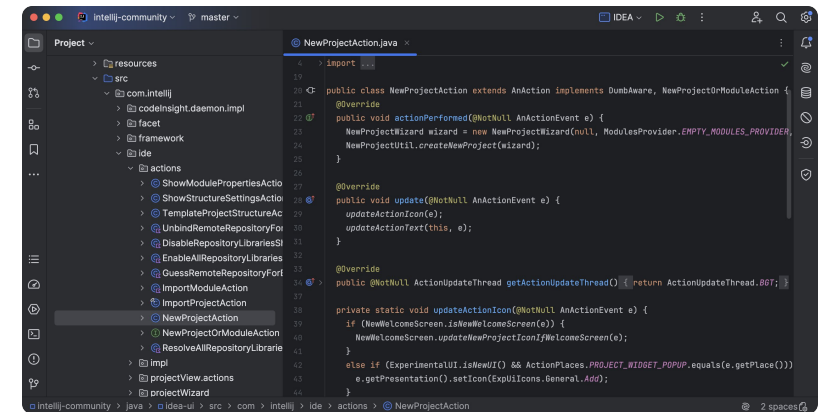 intellij-community
master
IDEA
Project
NewProjectAction.java
resources
src
com.intellij
codeInsight.daemon.impl
facet
framework
ide
actions
ShowModulePropertiesActio
ShowStructureSettingsActio
TemplateProjectStructureAc
UnbindRemoteRepositoryFor
DisableRepositoryLibrariesSh
EnableAllRepositoryLibraries
GuessRemoteRepositoryForE
ImportModuleAction
ImportProjectAction
NewProjectAction
NewProjectOrModuleAction
ResolveAllRepositoryLibrarie
impl
projectView.actions
projectWizard
4 import ...
19
20 public class NewProjectAction extends AnAction implements DumbAware, NewProjectOrModuleAction {
21 @Override
22 public void actionPerformed(@NotNull AnActionEvent e) {
23 NewProjectWizard wizard = new NewProjectWizard(null, ModulesProvider.EMPTY_MODULES_PROVIDER,
24 NewProjectUtil.createNewProject(wizard);
25 }
26
27 @Override
28 public void update(@NotNull AnActionEvent e) {
29 updateActionIcon(e);
30 updateActionText(this, e);
31 }
32
33 @Override
34 public @NotNull ActionUpdateThread getActionUpdateThread() { return ActionUpdateThread.BGT; }
37
38 private static void updateActionIcon(@NotNull AnActionEvent e) {
39 if (NewWelcomeScreen.isNewWelcomeScreen(e)) {
40 NewWelcomeScreen.updateNewProjectIconIfWelcomeScreen(e);
41 }
42 else if (ExperimentalUI.isNewUI() && ActionPlaces.PROJECT_WIDGET_POPUP.equals(e.getPlace()))
43 e.getPresentation().setIcon(ExpUiIcons.General.Add);
44 }
intellij-community > java > idea-ui > src > com > intellij > ide > actions > NewProjectAction
2 spaces